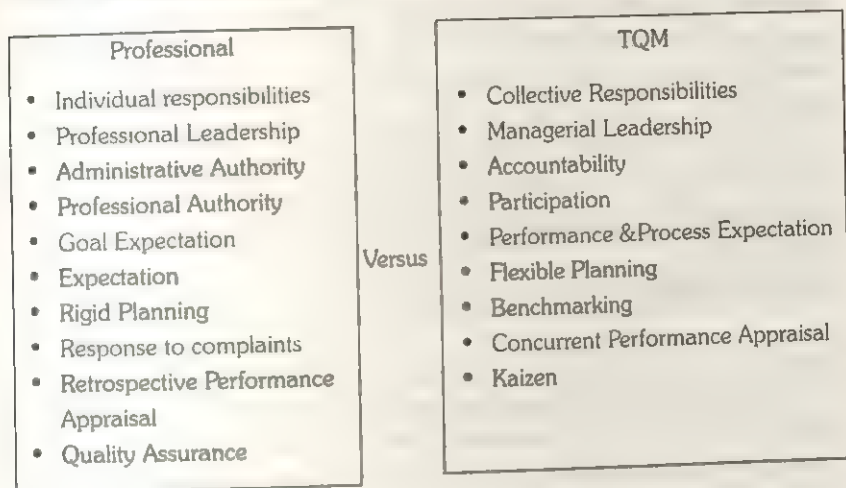 Professional
• Individual responsibilities
• Professional Leadership
• Administrative Authority
• Professional Authority
• Goal Expectation
• Expectation
• Rigid Planning
• Response to complaints
• Retrospective Performance
Appraisal
• Quality Assurance
Versus
TQM
• Collective Responsibilities
• Managerial Leadership
• Accountability
• Participation
• Performance &Process Expectation
• Flexible Planning
• Benchmarking
• Concurrent Performance Appraisal
• Kaizen